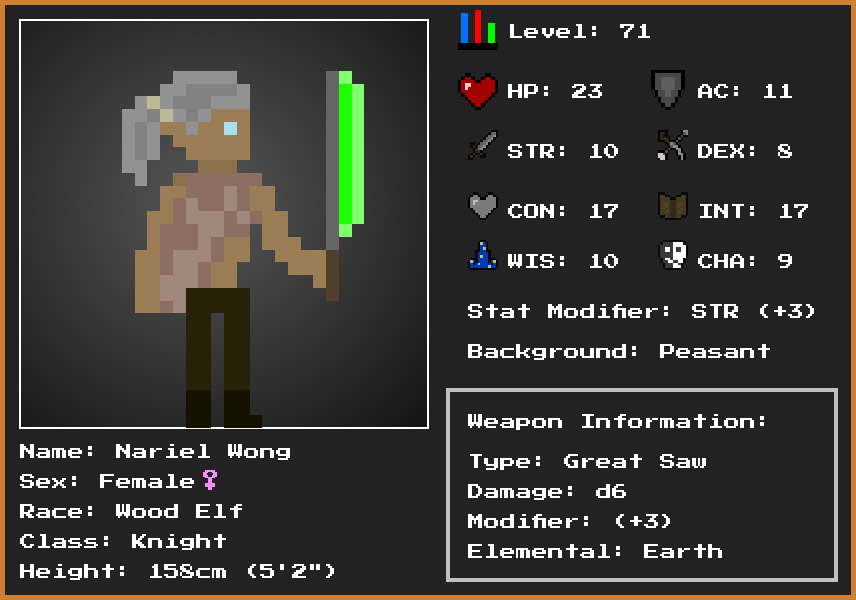 Level: 71
HP: 23
AC: 11
STR: 10
DEX: 8
CON: 17
INT: 17
WIS: 10
CHA: 9
Stat Modifier: STR (+3)
Background: Peasant
Weapon Information:
Type: Great Saw
Damage: d6
Modifier: (+3)
Elemental: Earth
Name: Nariel Wong
Sex: Female♀
Race: Wood Elf
Class: Knight
Height: 158cm (5'2")